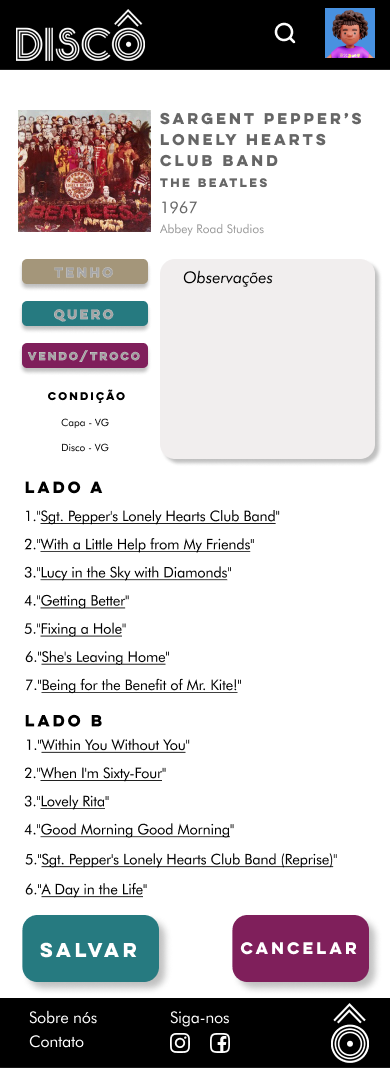 DISCÔ
SARGENT PEPPER'S
LONELY HEARTS
CLUB BAND
THE BEATLES
1967
Abbey Road Studios
BEATLES
TENHO
QUERO
VENDO/TROCO
CONDIÇÃO
Capa - VG
Disco - VG
Observações
LADO A
1."Sgt. Pepper's Lonely Hearts Club Band"
2."With a Little Help from My Friends"
3."Lucy in the Sky with Diamonds"
4."Getting Better"
5."Fixing a Hole"
6."She's Leaving Home"
7."Being for the Benefit of Mr. Kite!"
LADO B
1."Within You Without You"
2."When I'm Sixty-Four"
3."Lovely Rita"
4."Good Morning Good Morning"
5."Sgt. Pepper's Lonely Hearts Club Band (Reprise)"
6."A Day in the Life"
SALVAR
CANCELAR
Sobre nós
Siga-nos
Contato